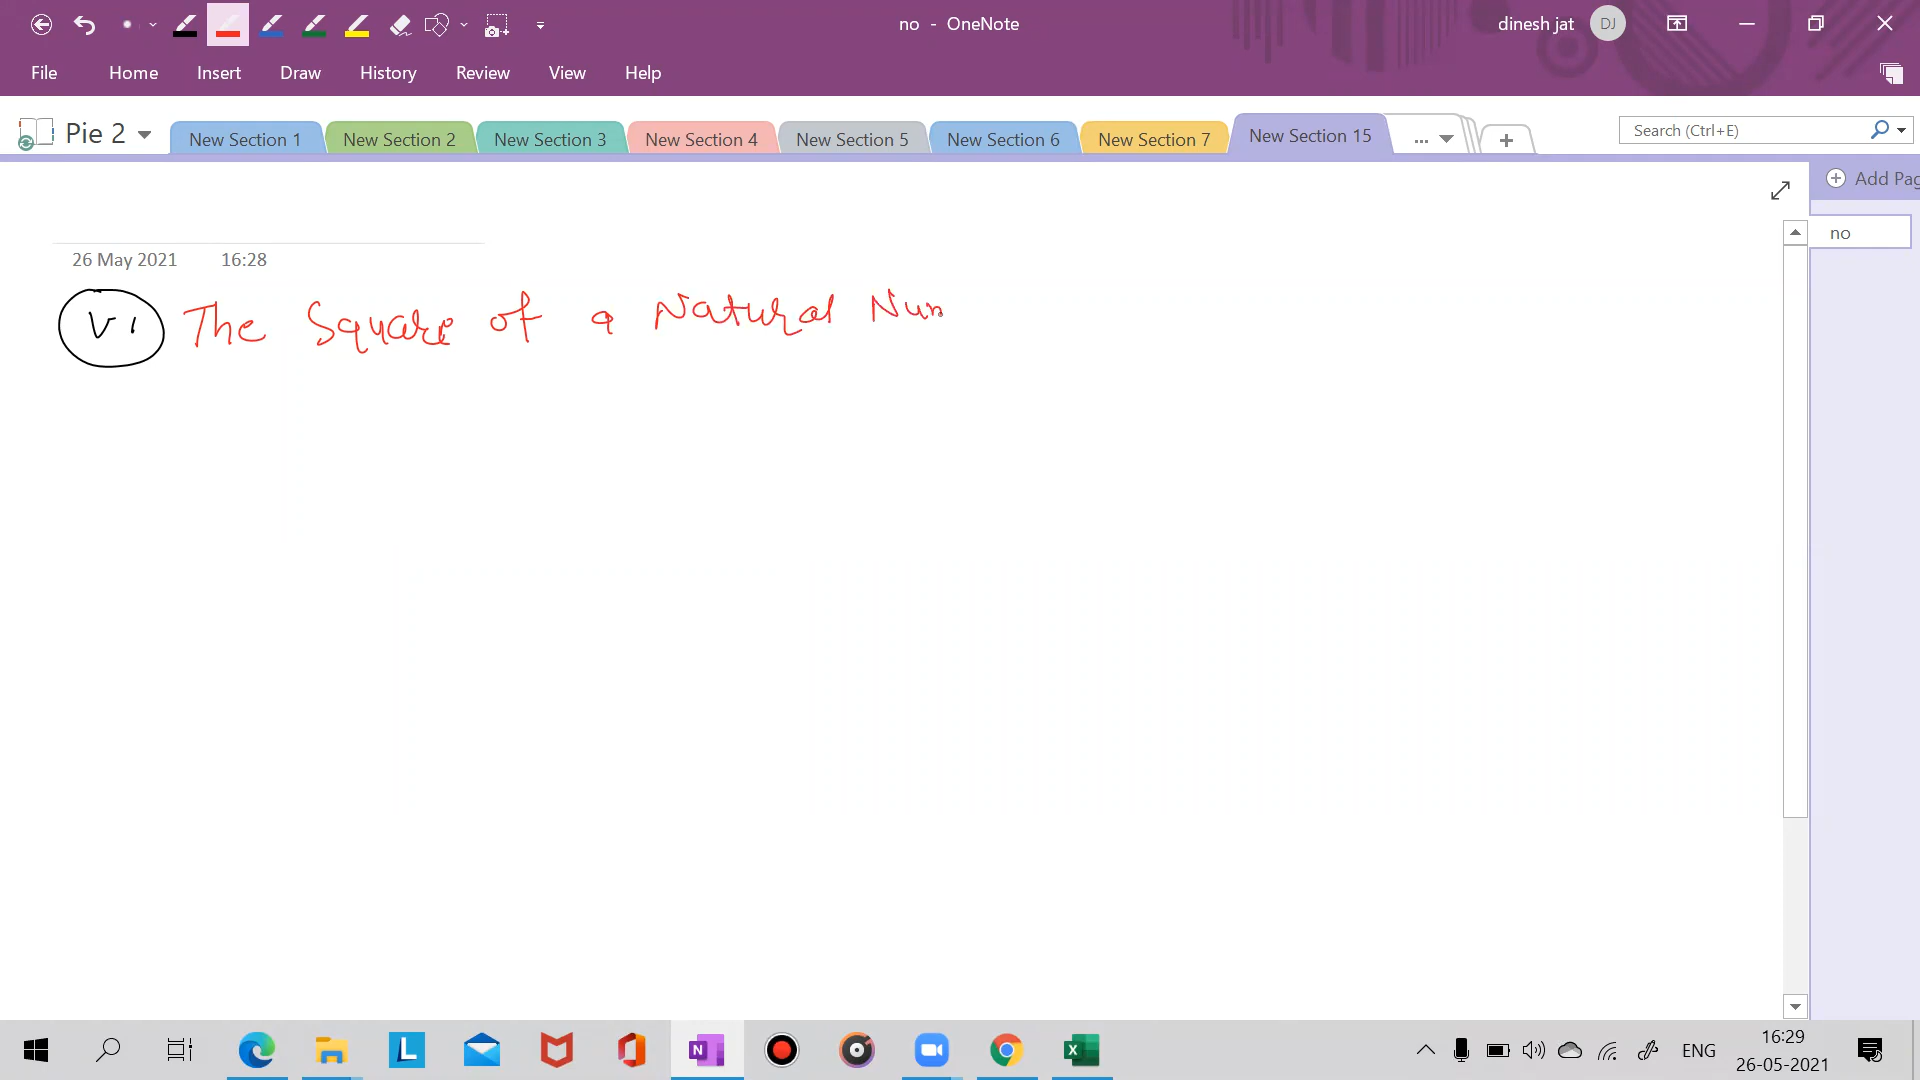 no - OneNote
dinesh jat
DJ
File Home Insert Draw History Review View Help
Pie 2
New Section 1 New Section 2 New Section 3 New Section 4 New Section 5 New Section 6 New Section 7 New Section 15 ...
Search (Ctrl+E)
Add Pag
no
26 May 2021 16:28
VI The Square of a Natural Num
ENG
16:29
26-05-2021